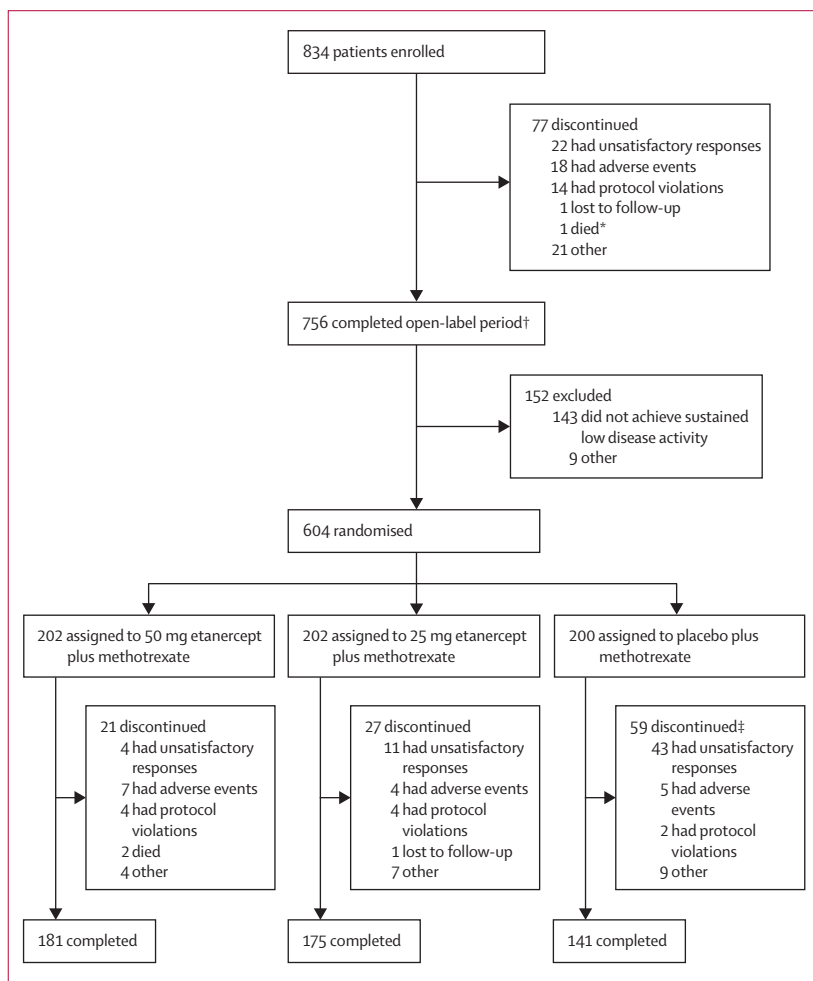 834 patients enrolled
77 discontinued
22 had unsatisfactory responses
18 had adverse events
14 had protocol violations
1 lost to follow-up
1 died*
21 other
756 completed open-label period†
152 excluded
143 did not achieve sustained
low disease activity
9 other
604 randomised
202 assigned to 50 mg etanercept
plus methotrexate
202 assigned to 25 mg etanercept
plus methotrexate
200 assigned to placebo plus
methotrexate
21 discontinued
4 had unsatisfactory
responses
7 had adverse events
4 had protocol
violations
2 died
4 other
27 discontinued
11 had unsatisfactory
responses
4 had adverse events
4 had protocol
violations
1 lost to follow-up
7 other
59 discontinued‡
43 had unsatisfactory
responses
5 had adverse
events
2 had protocol
violations
9 other
181 completed
175 completed
141 completed